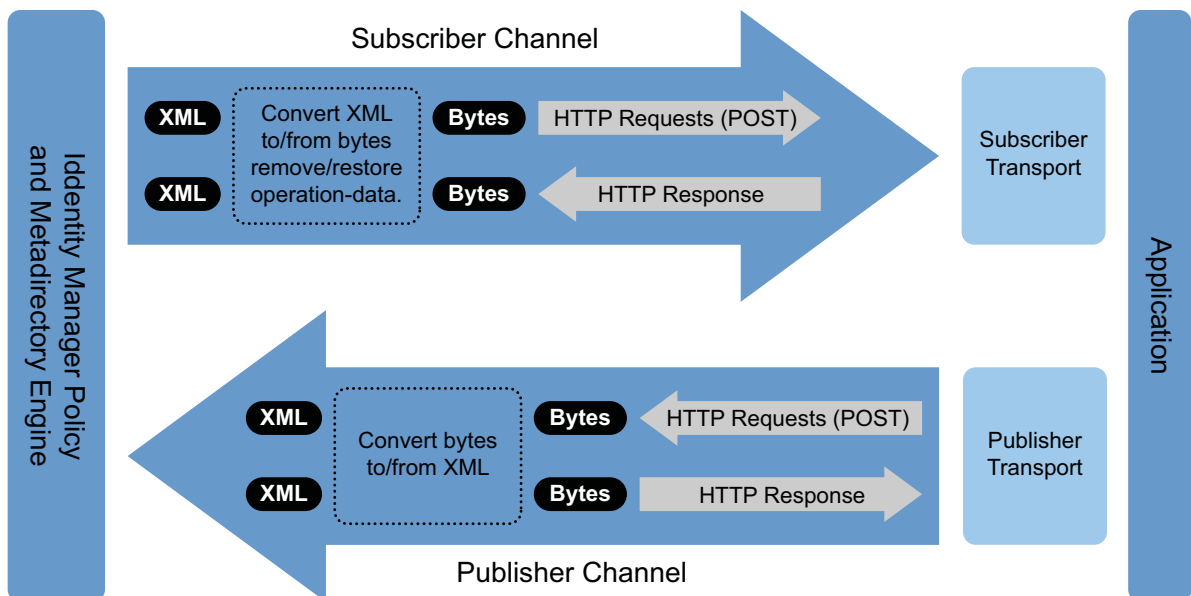 Iddentity Manager Policy
and Metadirectory Engine
Subscriber Channel
XML
Convert XML
to/from bytes
remove/restore
operation-data.
Bytes
HTTP Requests (POST)
XML
Bytes
HTTP Response
Subscriber
Transport
Application
XML
Convert bytes
to/from XML
Bytes
HTTP Requests (POST)
XML
Bytes
HTTP Response
Publisher
Transport
Publisher Channel